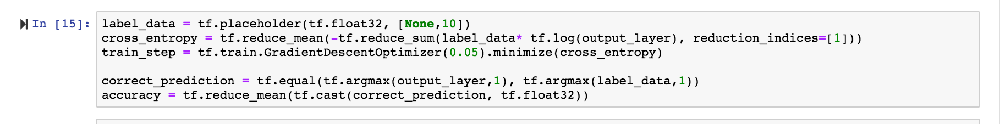 In [15]:
label_data = tf.placeholder(tf.float32, [None,10])
cross_entropy = tf.reduce_mean(-tf.reduce_sum(label_data* tf.log(output_layer), reduction_indices=[1]))
train_step = tf.train.GradientDescentOptimizer(0.05).minimize(cross_entropy)
correct_prediction = tf.equal(tf.argmax(output_layer,1), tf.argmax(label_data,1))
accuracy = tf.reduce_mean(tf.cast(correct_prediction, tf.float32))